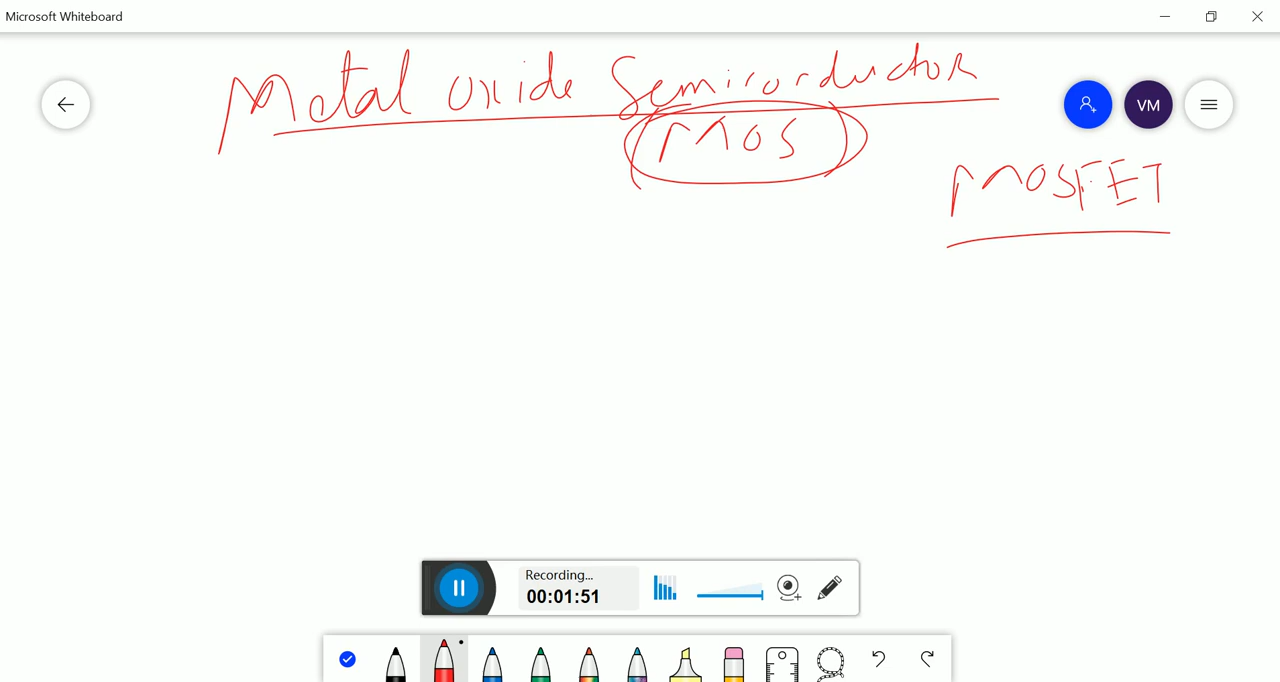 Microsoft Whiteboard
Metal oxide Semiconductor
MOS
VM
MOSFET
Recording...
00:01:51